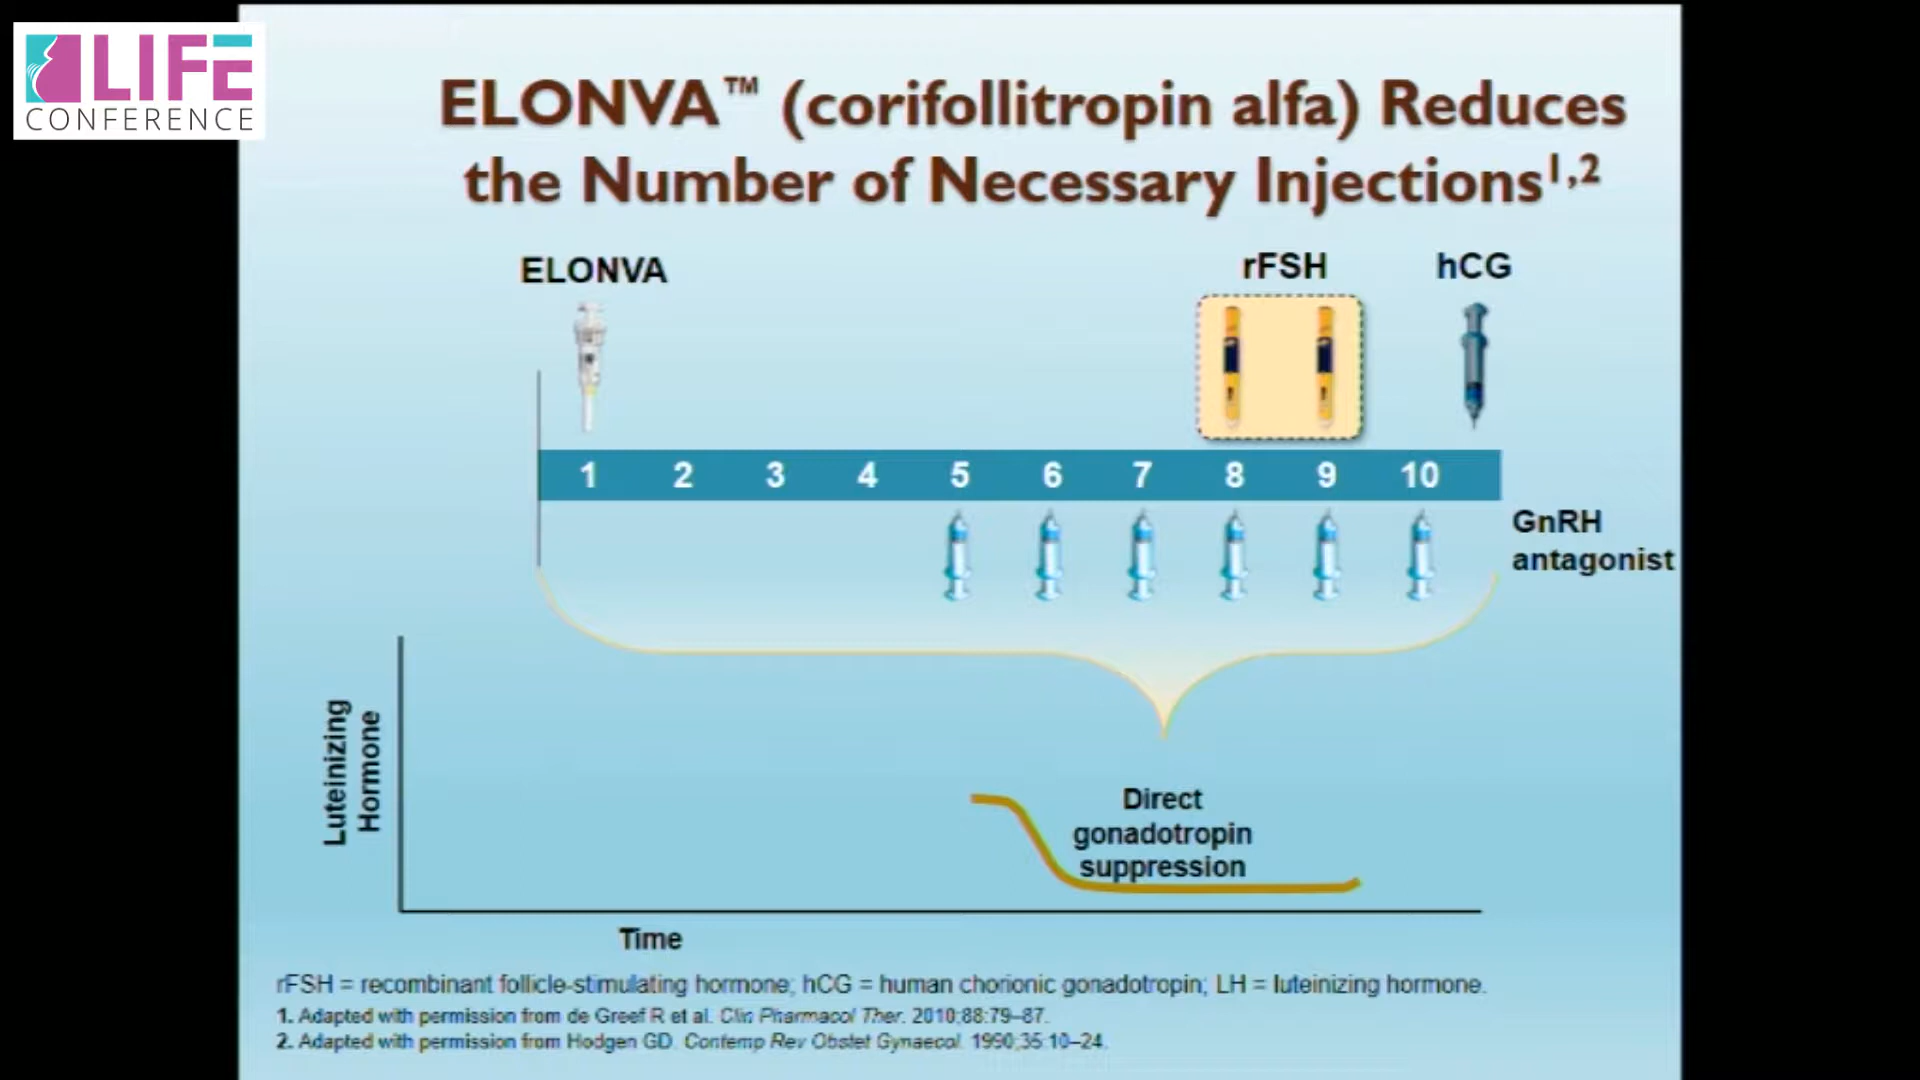 LIFE
CONFERENCE
ELONVA™ (corifollitropin alfa) Reduces
the Number of Necessary Injections1,2
ELONVA
rFSH
hCG
1 2 3 4 5 6 7 8 9 10
GnRH
antagonist
Luteinizing
Hormone
Direct
gonadotropin
suppression
Time
rFSH = recombinant follicle-stimulating hormone; hCG = human chorionic gonadotropin; LH = luteinizing hormone.
1. Adapted with permission from de Greef R et al. Clin Pharmacol Ther. 2010;88:79–87.
2. Adapted with permission from Hodgen GD. Contemp Rev Obstet Gynaecol. 1990;35:10–24.